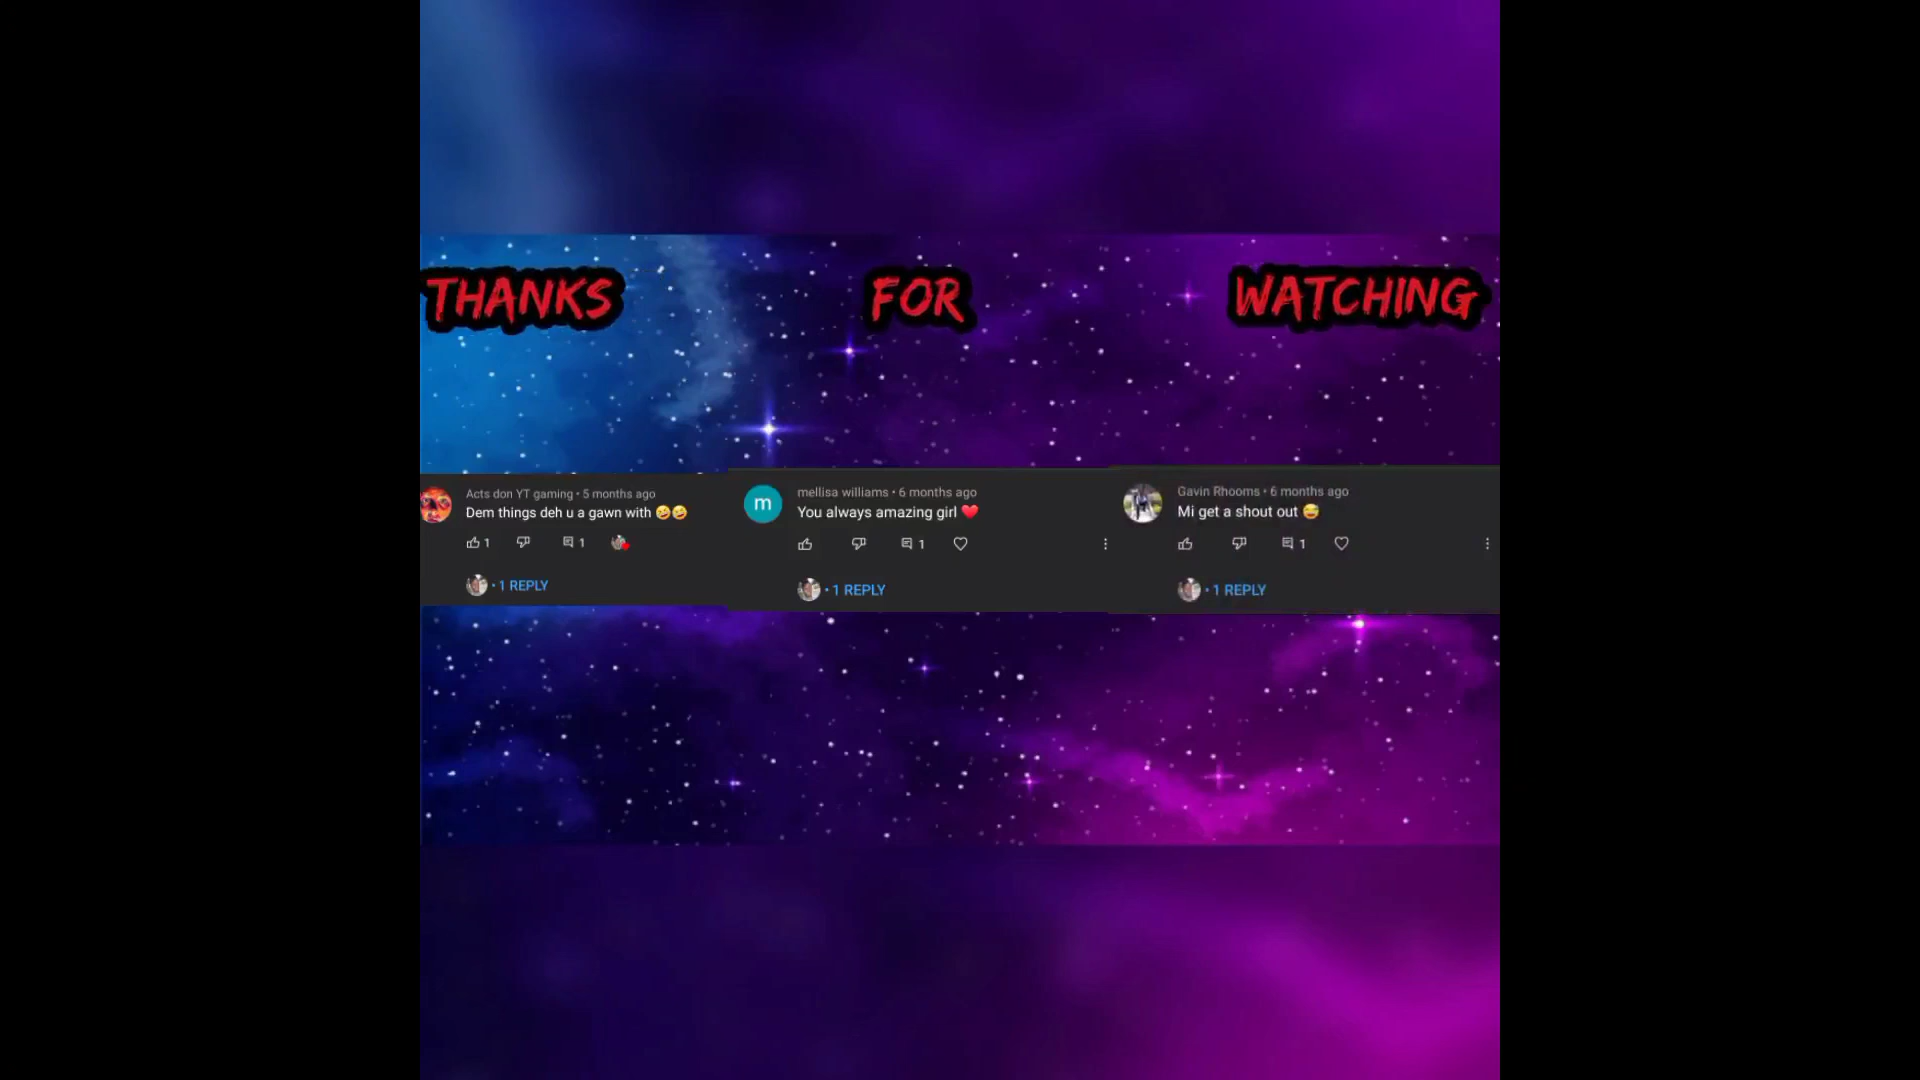 THANKS FOR WATCHING
Acts don YT gaming • 5 months ago
Dem things deh u a gawn with 🤣🤣
1 1
• 1 REPLY
m
mellisa williams • 6 months ago
You always amazing girl ❤️
1
• 1 REPLY
Gavin Rhooms • 6 months ago
Mi get a shout out 😅
1
• 1 REPLY